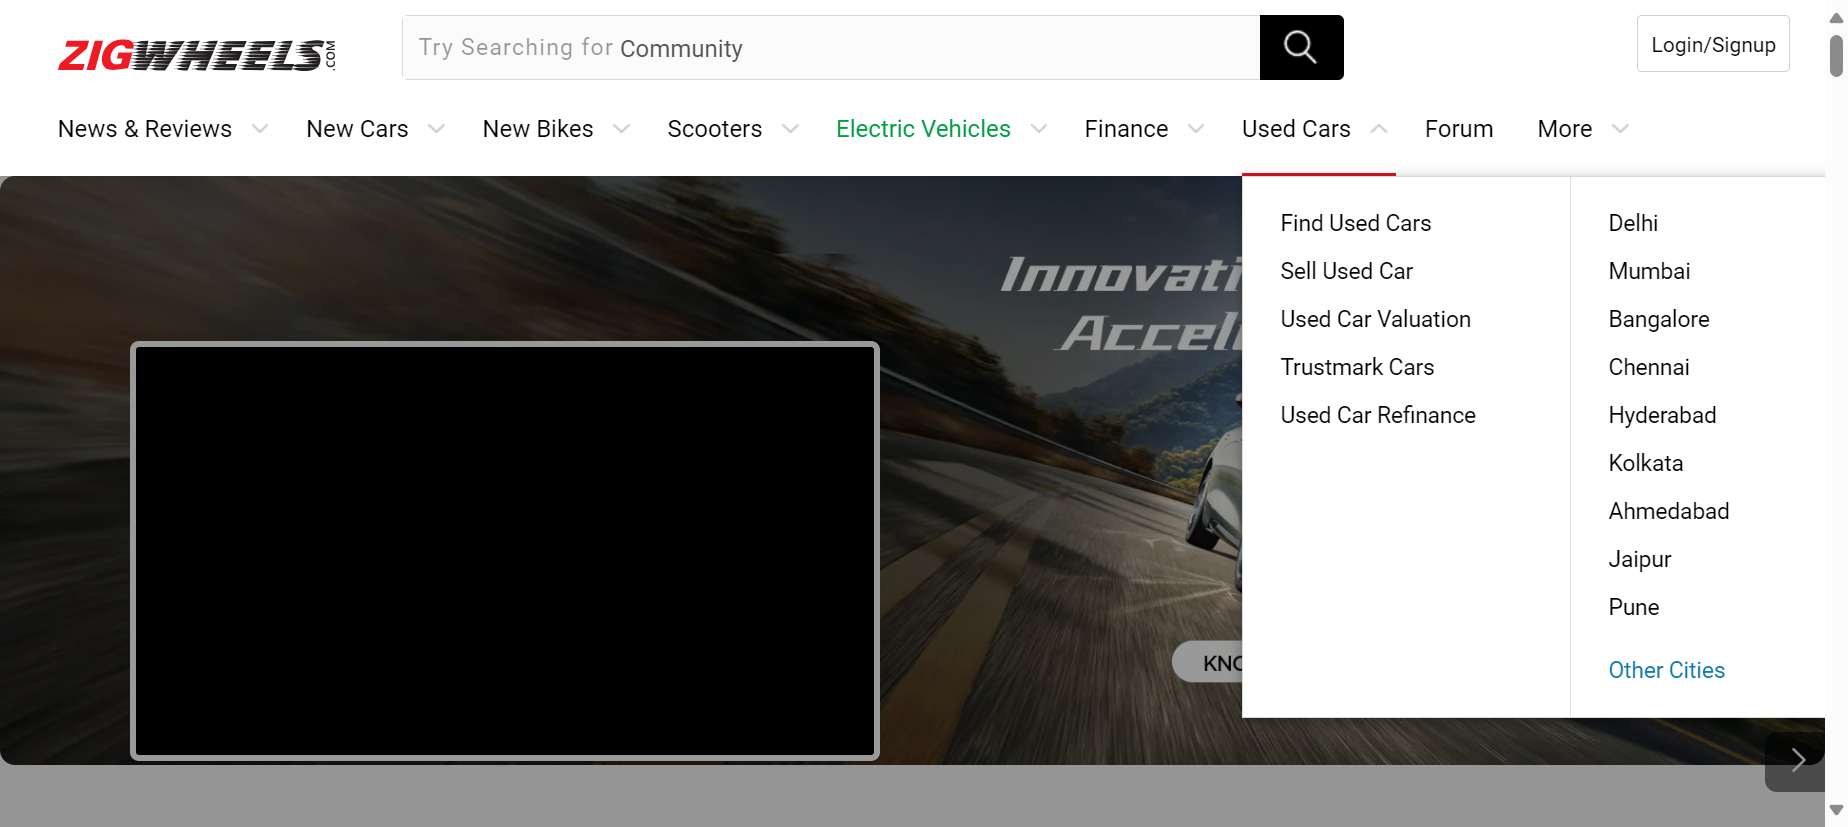 ZIGWHEELS.COM
Try Searching for Community
Login/Signup
News & Reviews
New Cars
New Bikes
Scooters
Electric Vehicles
Finance
Used Cars
Forum
More
Find Used Cars
Sell Used Car
Used Car Valuation
Trustmark Cars
Used Car Refinance
Delhi
Mumbai
Bangalore
Chennai
Hyderabad
Kolkata
Ahmedabad
Jaipur
Pune
Other Cities
Innovati
Accel
KNO